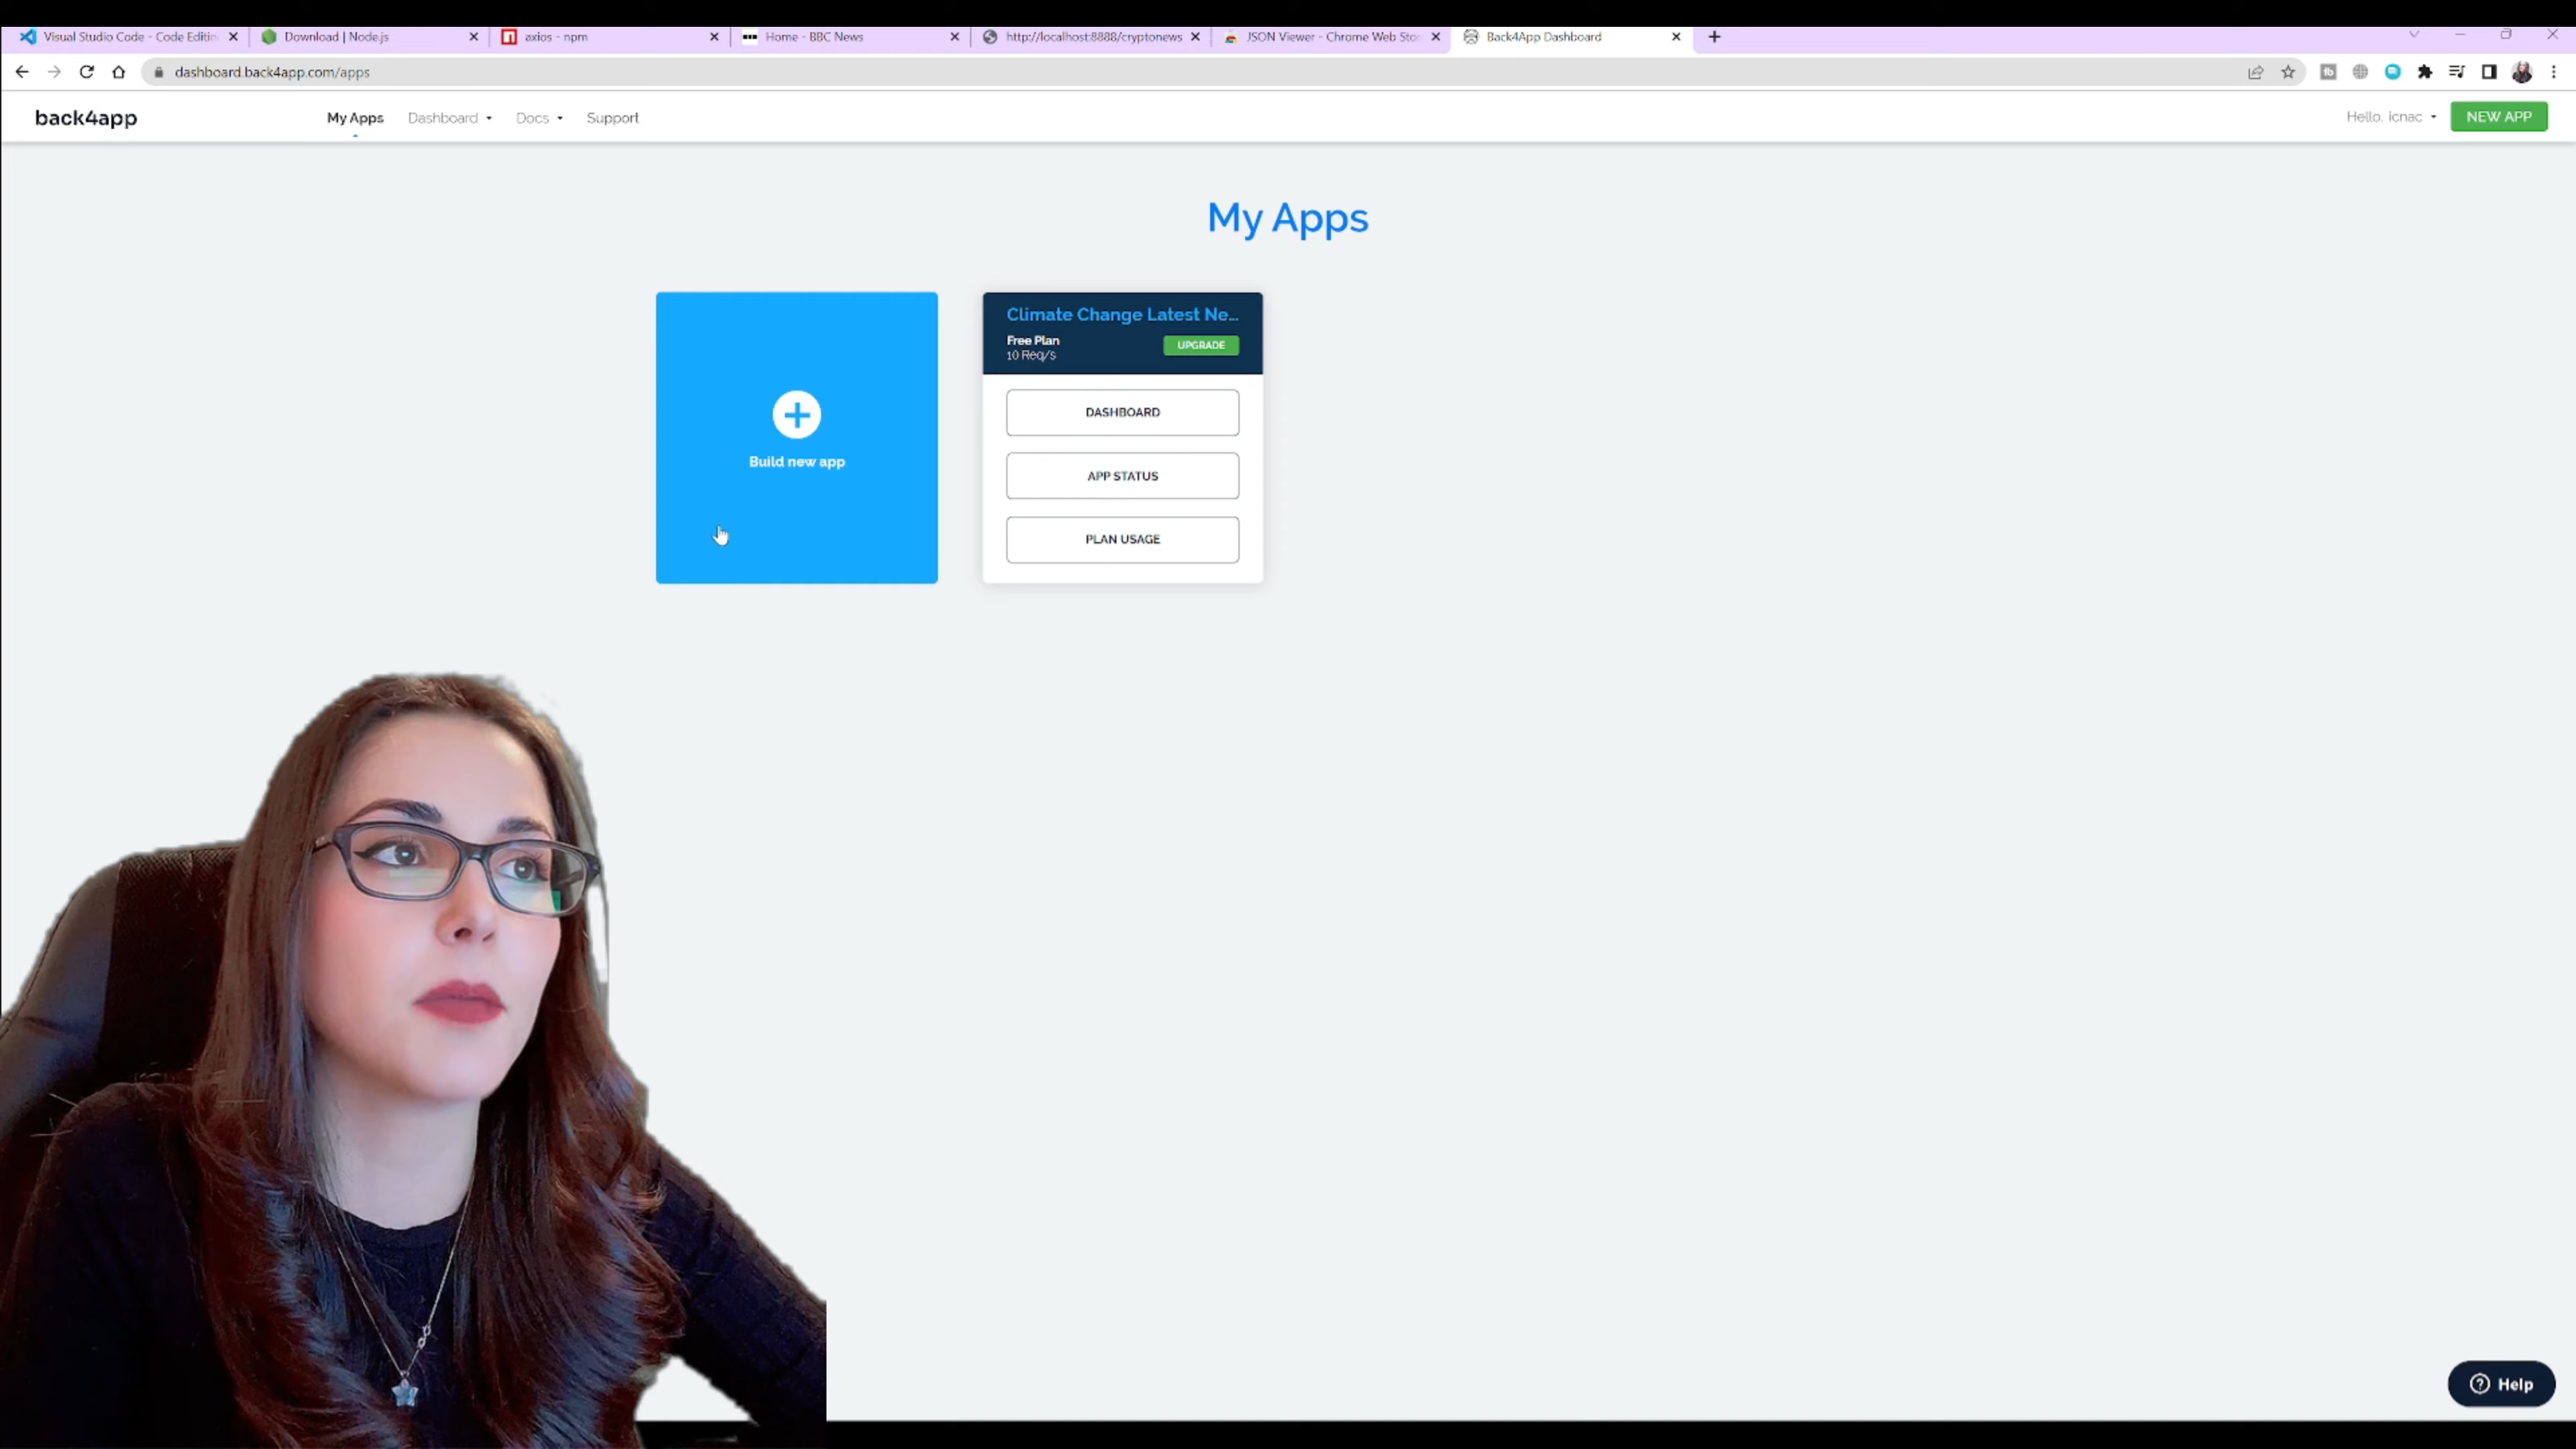 Visual Studio Code - Code Editin
Download | Node.js
axios - npm
Home - BBC News
http://localhost:8888/cryptonews
JSON Viewer - Chrome Web Sto
Back4App Dashboard
dashboard.back4app.com/apps
back4app
My Apps
Dashboard
Docs
Support
Hello, icnac
NEW APP
My Apps
Build new app
Climate Change Latest Ne...
Free Plan
10 Req/s
UPGRADE
DASHBOARD
APP STATUS
PLAN USAGE
Help